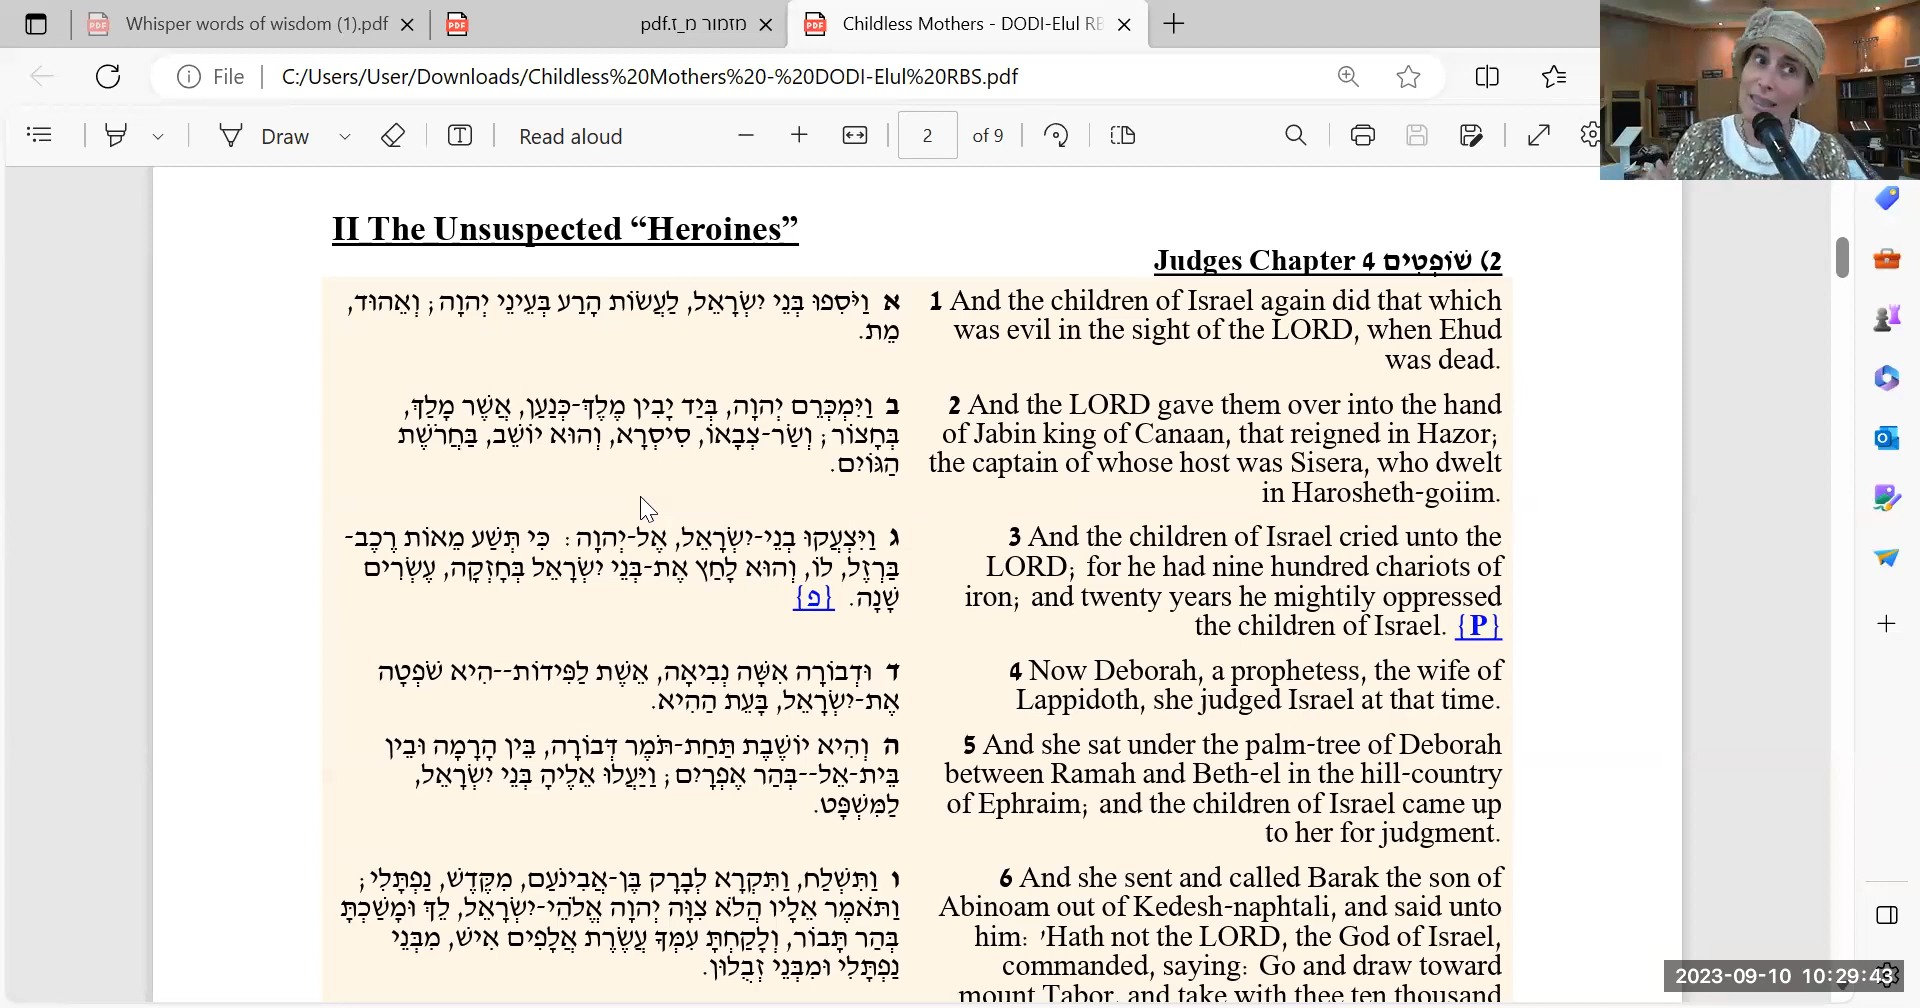 Whisper words of wisdom (1).pdf
מזמור מ_ז.pdf
Childless Mothers - DODI-Elul RB
File
C:/Users/User/Downloads/Childless%20Mothers%20-%20DODI-Elul%20RBS.pdf
Draw
Read aloud
2
of 9
II The Unsuspected “Heroines”
2) שׁוֹפְטִים Judges Chapter 4
א וַיֹּסִפוּ בְּנֵי יִשְׂרָאֵל, לַעֲשׂוֹת הָרַע בְּעֵינֵי יְהוָה; וְאֵהוּד,
מֵת.
1 And the children of Israel again did that which
was evil in the sight of the LORD, when Ehud
was dead.
ב וַיִּמְכְּרֵם יְהוָה, בְּיַד יָבִין מֶלֶךְ-כְּנַעַן, אֲשֶׁר מָלַךְ,
בְּחָצוֹר; וְשַׂר-צְבָאוֹ, סִיסְרָא, וְהוּא יוֹשֵׁב, בַּחֲרֹשֶׁת
הַגּוֹיִם.
2 And the LORD gave them over into the hand
of Jabin king of Canaan, that reigned in Hazor;
the captain of whose host was Sisera, who dwelt
in Harosheth-goiim.
ג וַיִּצְעֲקוּ בְנֵי-יִשְׂרָאֵל, אֶל-יְהוָה: כִּי תְּשַׁע מֵאוֹת רֶכֶב-
בַּרְזֶל, לוֹ, וְהוּא לָחַץ אֶת-בְּנֵי יִשְׂרָאֵל בְּחָזְקָה, עֶשְׂרִים
שָׁנָה. {פ}
3 And the children of Israel cried unto the
LORD; for he had nine hundred chariots of
iron; and twenty years he mightily oppressed
the children of Israel. {P}
ד וּדְבוֹרָה אִשָּׁה נְבִיאָה, אֵשֶׁת לַפִּידוֹת--הִיא שֹׁפְטָה
אֶת-יִשְׂרָאֵל, בָּעֵת הַהִיא.
4 Now Deborah, a prophetess, the wife of
Lappidoth, she judged Israel at that time.
ה וְהִיא יוֹשֶׁבֶת תַּחַת-תֹּמֶר דְּבוֹרָה, בֵּין הָרָמָה וּבֵין
בֵּית-אֵל--בְּהַר אֶפְרָיִם; וַיַּעֲלוּ אֵלֶיהָ בְּנֵי יִשְׂרָאֵל,
לַמִּשְׁפָּט.
5 And she sat under the palm-tree of Deborah
between Ramah and Beth-el in the hill-country
of Ephraim; and the children of Israel came up
to her for judgment.
ו וַתִּשְׁלַח, וַתִּקְרָא לְבָרָק בֶּן-אֲבִינֹעַם, מִקֶּדֶשׁ, נַפְתָּלִי;
וַתֹּאמֶר אֵלָיו הֲלֹא צִוָּה יְהוָה אֱלֹהֵי-יִשְׂרָאֵל, לֵךְ וּמָשַׁכְתָּ
בְּהַר תָּבוֹר, וְלָקַחְתָּ עִמְּךָ עֲשֶׂרֶת אֲלָפִים אִישׁ, מִבְּנֵי
נַפְתָּלִי וּמִבְּנֵי זְבֻלוּן.
6 And she sent and called Barak the son of
Abinoam out of Kedesh-naphtali, and said unto
him: 'Hath not the LORD, the God of Israel,
commanded, saying: Go and draw toward
mount Tabor, and take with thee ten thousand
2023-09-10 10:29:43